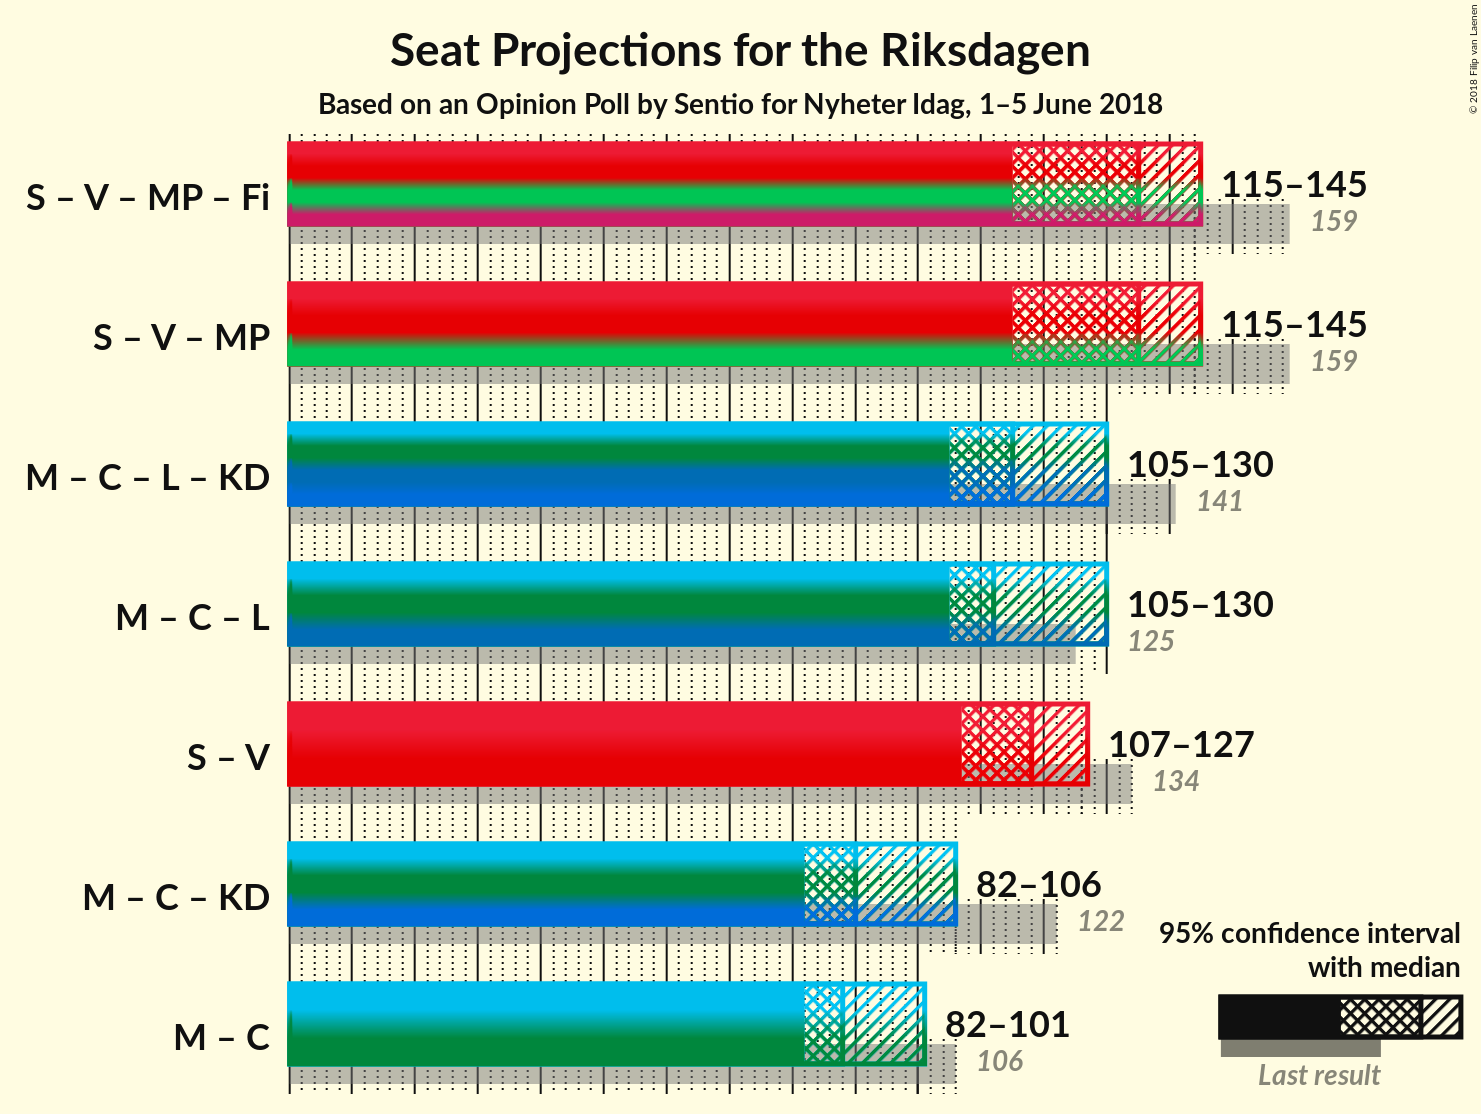 Seat Projections for the Riksdagen
Based on an Opinion Poll by Sentio for Nyheter Idag, 1–5 June 2018
© 2018 Filip van Laenen
S – V – MP – Fi
115–145
159
S – V – MP
115–145
159
M – C – L – KD
105–130
141
M – C – L
105–130
125
S – V
107–127
134
M – C – KD
82–106
122
M – C
82–101
106
95% confidence interval
with median
Last result